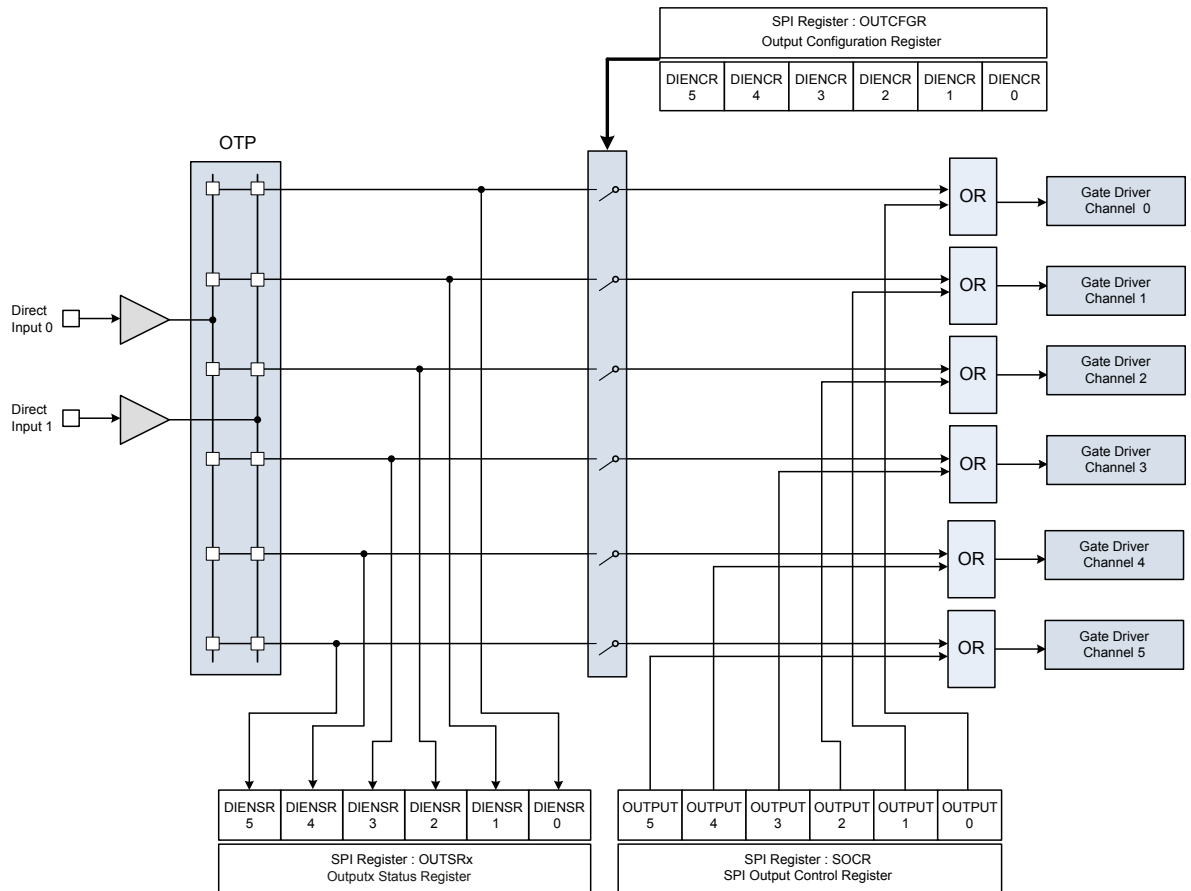 SPI Register : OUTCFGR
Output Configuration Register
DIENCR
5
DIENCR
4
DIENCR
3
DIENCR
2
DIENCR
1
DIENCR
0
OTP
Direct
Input 0
Direct
Input 1
OR
Gate Driver
Channel 0
OR
Gate Driver
Channel 1
OR
Gate Driver
Channel 2
OR
Gate Driver
Channel 3
OR
Gate Driver
Channel 4
OR
Gate Driver
Channel 5
DIENSR
5
DIENSR
4
DIENSR
3
DIENSR
2
DIENSR
1
DIENSR
0
SPI Register : OUTSRx
Outputx Status Register
OUTPUT
5
OUTPUT
4
OUTPUT
3
OUTPUT
2
OUTPUT
1
OUTPUT
0
SPI Register : SOCR
SPI Output Control Register